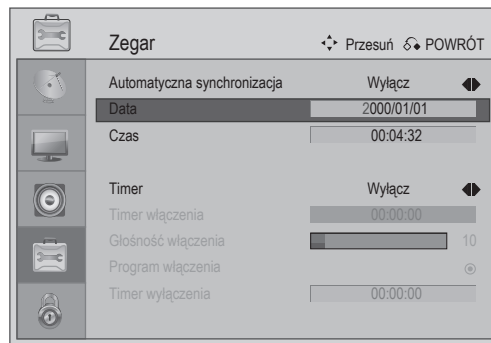 Zegar Przesuń POWRÓT
Automatyczna synchronizacja Wyłącz
Data 2000/01/01
Czas 00:04:32
Timer Wyłącz
Timer włączenia 00:00:00
Głośność włączenia 10
Program włączenia
Timer wyłączenia 00:00:00